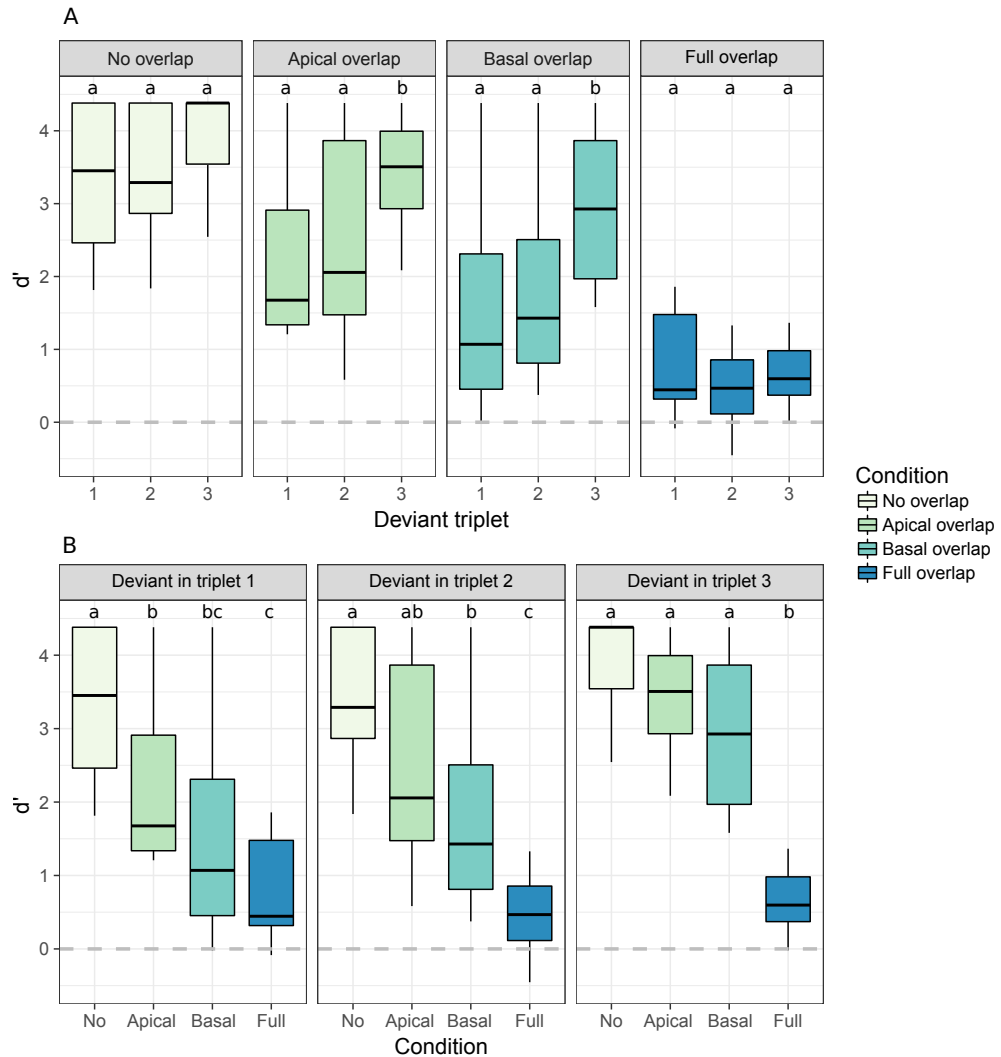 A
No overlap Apical overlap Basal overlap Full overlap
a a a a a b a a b a a a
4
3
2
1
0
d'
1 2 3 1 2 3 1 2 3 1 2 3
Deviant triplet
Condition
No overlap
Apical overlap
Basal overlap
Full overlap
B
Deviant in triplet 1 Deviant in triplet 2 Deviant in triplet 3
a b bc c a ab b c a a a b
4
3
2
1
0
d'
No Apical Basal Full No Apical Basal Full No Apical Basal Full
Condition